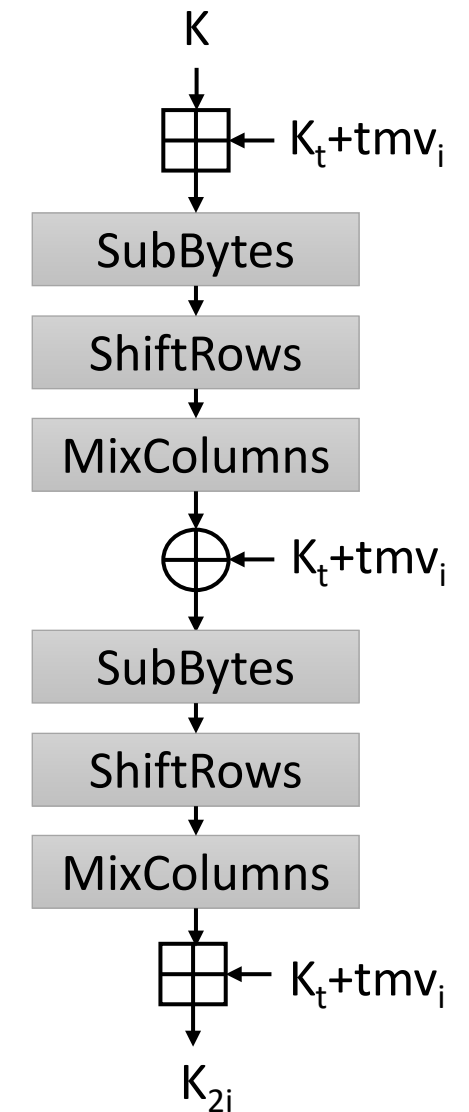 K
Kₜ+tmvᵢ
SubBytes
ShiftRows
MixColumns
Kₜ+tmvᵢ
SubBytes
ShiftRows
MixColumns
Kₜ+tmvᵢ
K₂ᵢ